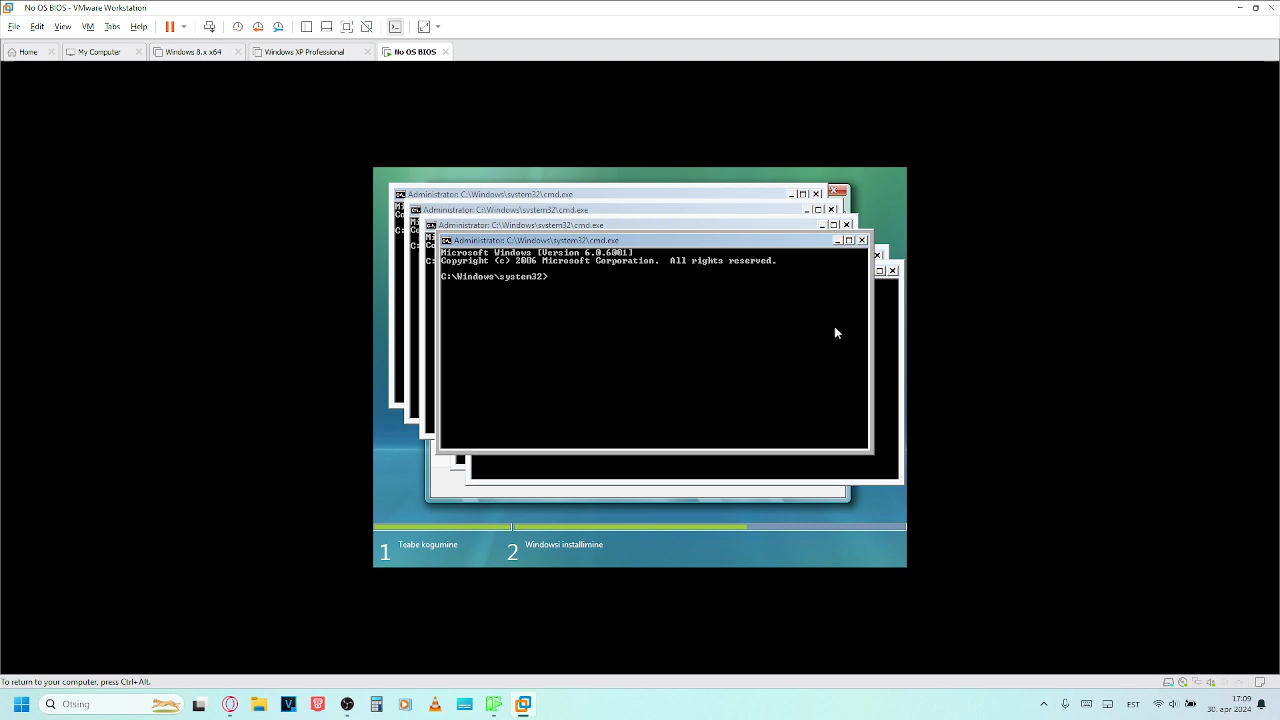 No OS BIOS - VMware Workstation
File Edit View VM Tabs Help
Home My Computer Windows 8.x x64 Windows XP Professional No OS BIOS
Administrator: C:\Windows\system32\cmd.exe
Administrator: C:\Windows\system32\cmd.exe
Administrator: C:\Windows\system32\cmd.exe
Administrator: C:\Windows\system32\cmd.exe
Microsoft Windows [Version 6.0.6001]
Copyright (c) 2006 Microsoft Corporation. All rights reserved.
C:\Windows\system32>
1 Teabe kogumine 2 Windowsi installimine
To return to your computer, press Ctrl+Alt.
Otsing EST 17:09
30. apr 2024